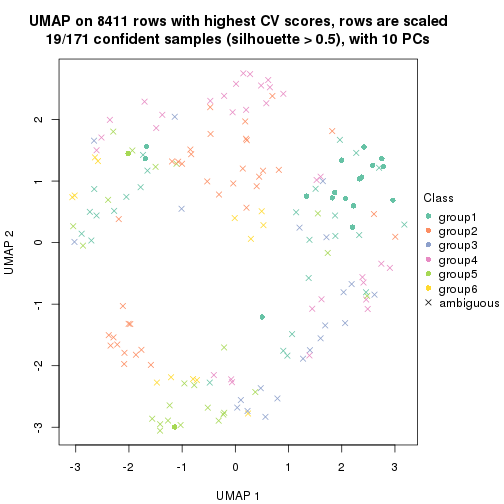 UMAP on 8411 rows with highest CV scores, rows are scaled
19/171 confident samples (silhouette > 0.5), with 10 PCs
2
1
0
-1
-2
-3
UMAP 2
-3 -2 -1 0 1 2 3
UMAP 1
Class
group1
group2
group3
group4
group5
group6
ambiguous